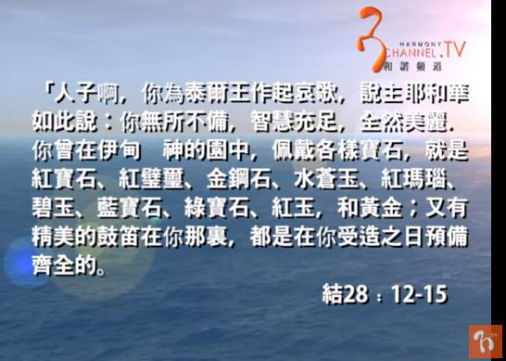 HARMONY
CHANNEL.TV
和諧頻道
「人子啊，你為泰爾王作起哀歌，說主耶和華
如此說：你無所不備，智慧充足，全然美麗．
你曾在伊甸　神的園中，佩戴各樣寶石，就是
紅寶石、紅璧璽、金鋼石、水蒼玉、紅瑪瑙、
碧玉、藍寶石、綠寶石、紅玉，和黃金；又有
精美的鼓笛在你那裏，都是在你受造之日預備
齊全的。
結28：12-15
TV